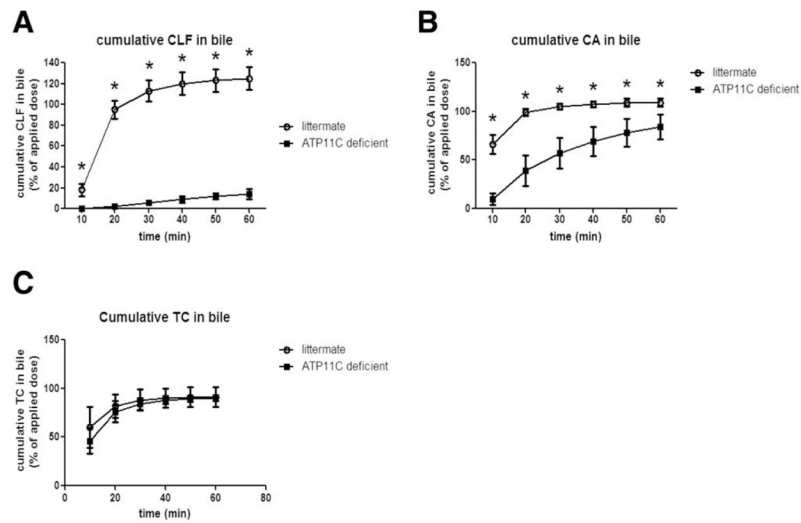 A
cumulative CLF in bile
cumulative CLF in bile
(% of applied dose)
140
120
100
80
60
40
20
0
* * * * * *
10 20 30 40 50 60
time (min)
littermate
ATP11C deficient
B
cumulative CA in bile
cumulative CA in bile
(% of applied dose)
150
100
50
0
* * * * * *
10 20 30 40 50 60
time (min)
littermate
ATP11C deficient
C
Cumulative TC in bile
cumulative TC in bile
(% of applied dose)
150
100
50
0
0 20 40 60 80
time (min)
littermate
ATP11C deficient